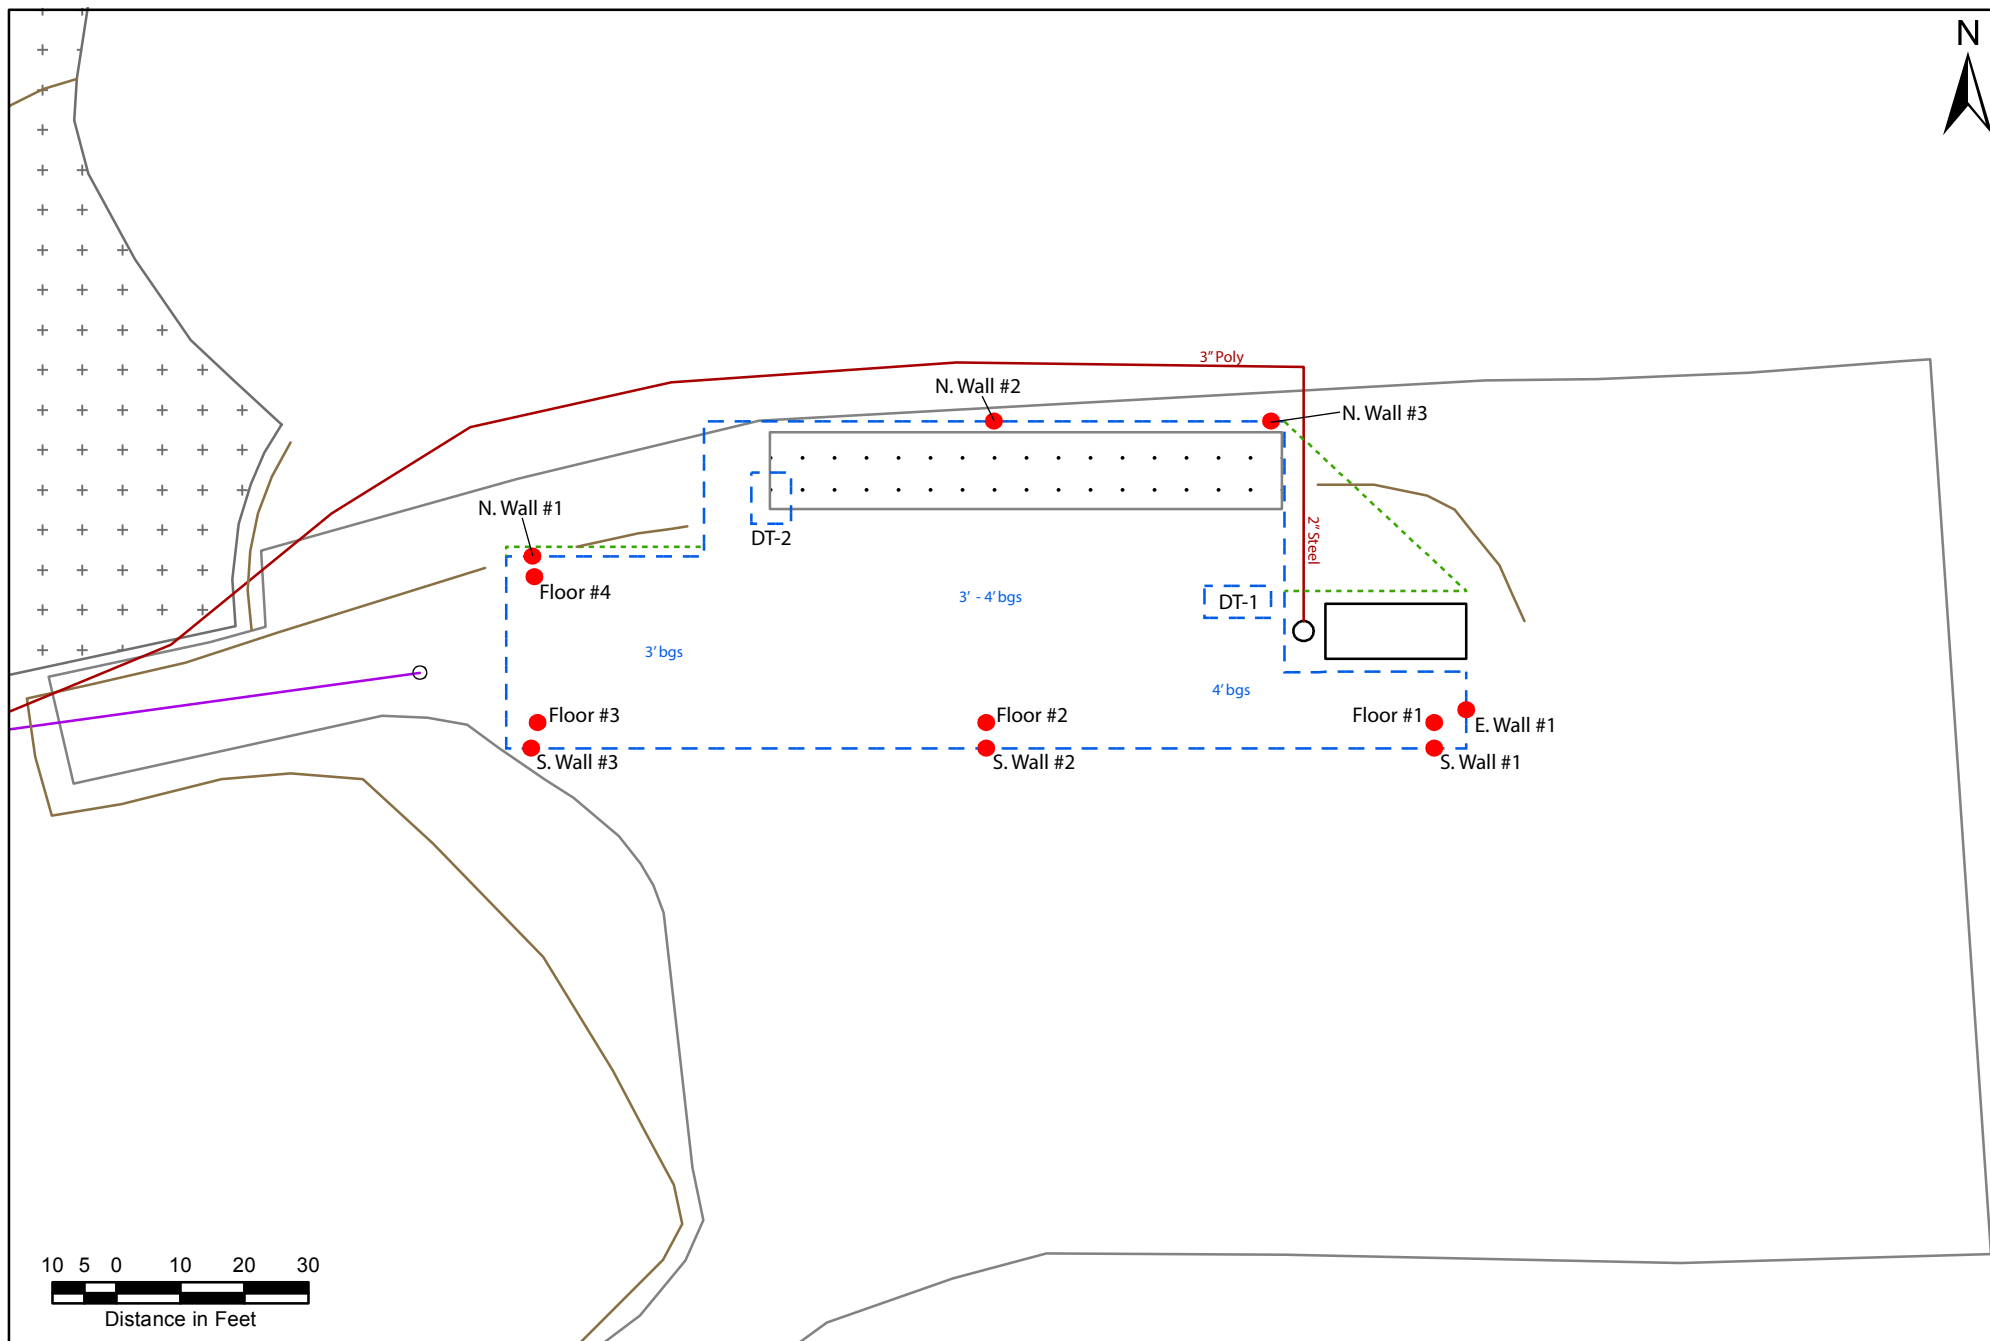 N
3" Poly
N. Wall #2
N. Wall #3
N. Wall #1
2" Steel
DT-2
Floor #4
3' - 4' bgs
DT-1
3' bgs
4' bgs
Floor #3
Floor #2
Floor #1
E. Wall #1
S. Wall #3
S. Wall #2
S. Wall #1
10 5 0 10 20 30
Distance in Feet